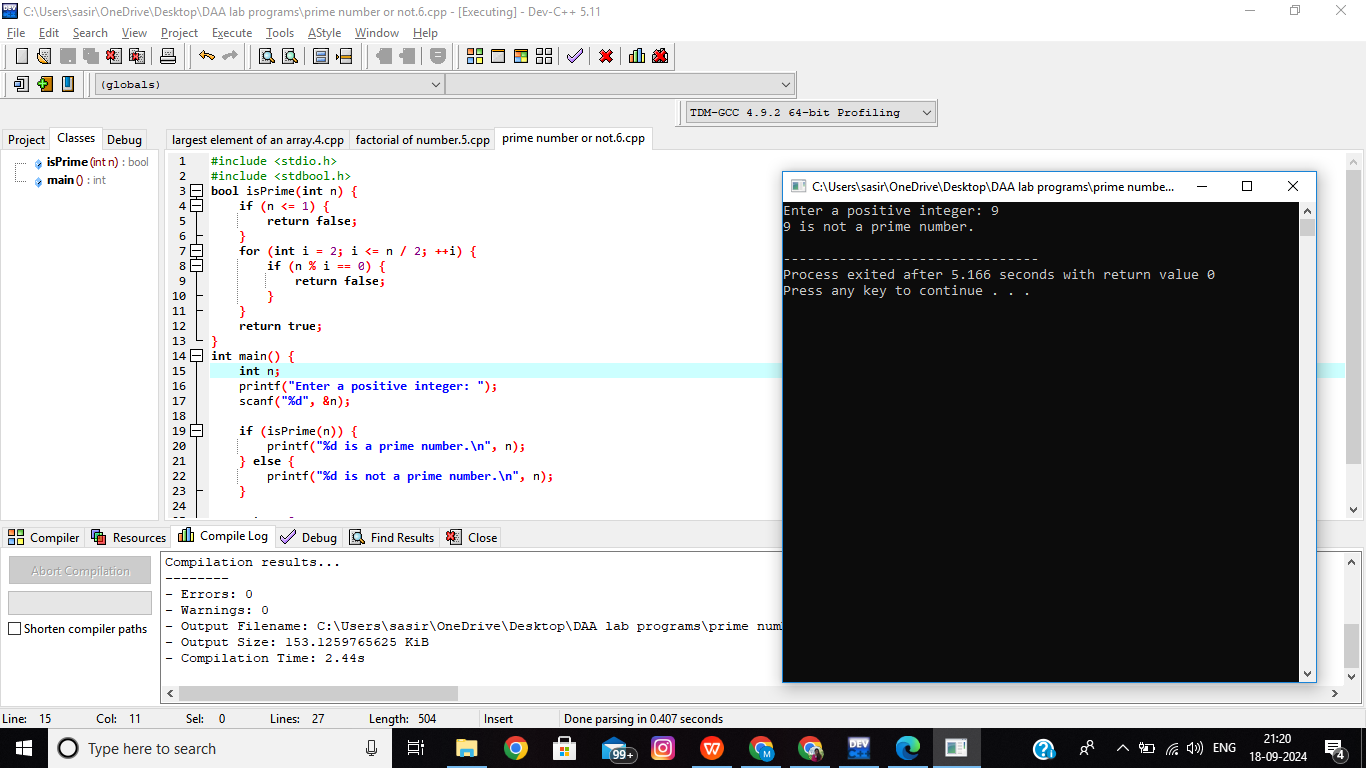 C:\Users\sasir\OneDrive\Desktop\DAA lab programs\prime number or not.6.cpp - [Executing] - Dev-C++ 5.11
File Edit Search View Project Execute Tools AStyle Window Help
(globals)
TDM-GCC 4.9.2 64-bit Profiling
Project Classes Debug
largest element of an array.4.cpp factorial of number.5.cpp prime number or not.6.cpp
isPrime (int n) : bool
main () : int
1 #include <stdio.h>
2 #include <stdbool.h>
3 bool isPrime(int n) {
4 if (n <= 1) {
5 return false;
6 }
7 for (int i = 2; i <= n / 2; ++i) {
8 if (n % i == 0) {
9 return false;
10 }
11 }
12 return true;
13 }
14 int main() {
15 int n;
16 printf("Enter a positive integer: ");
17 scanf("%d", &n);
18
19 if (isPrime(n)) {
20 printf("%d is a prime number.\n", n);
21 } else {
22 printf("%d is not a prime number.\n", n);
23 }
24
C:\Users\sasir\OneDrive\Desktop\DAA lab programs\prime numbe...
Enter a positive integer: 9
9 is not a prime number.
--------------------------------
Process exited after 5.166 seconds with return value 0
Press any key to continue . . .
Compiler Resources Compile Log Debug Find Results Close
Abort Compilation
Shorten compiler paths
Compilation results...
--------
- Errors: 0
- Warnings: 0
- Output Filename: C:\Users\sasir\OneDrive\Desktop\DAA lab programs\prime num
- Output Size: 153.1259765625 KiB
- Compilation Time: 2.44s
Line: 15 Col: 11 Sel: 0 Lines: 27 Length: 504 Insert Done parsing in 0.407 seconds
Type here to search
99+
DEV
ENG
21:20
18-09-2024
4